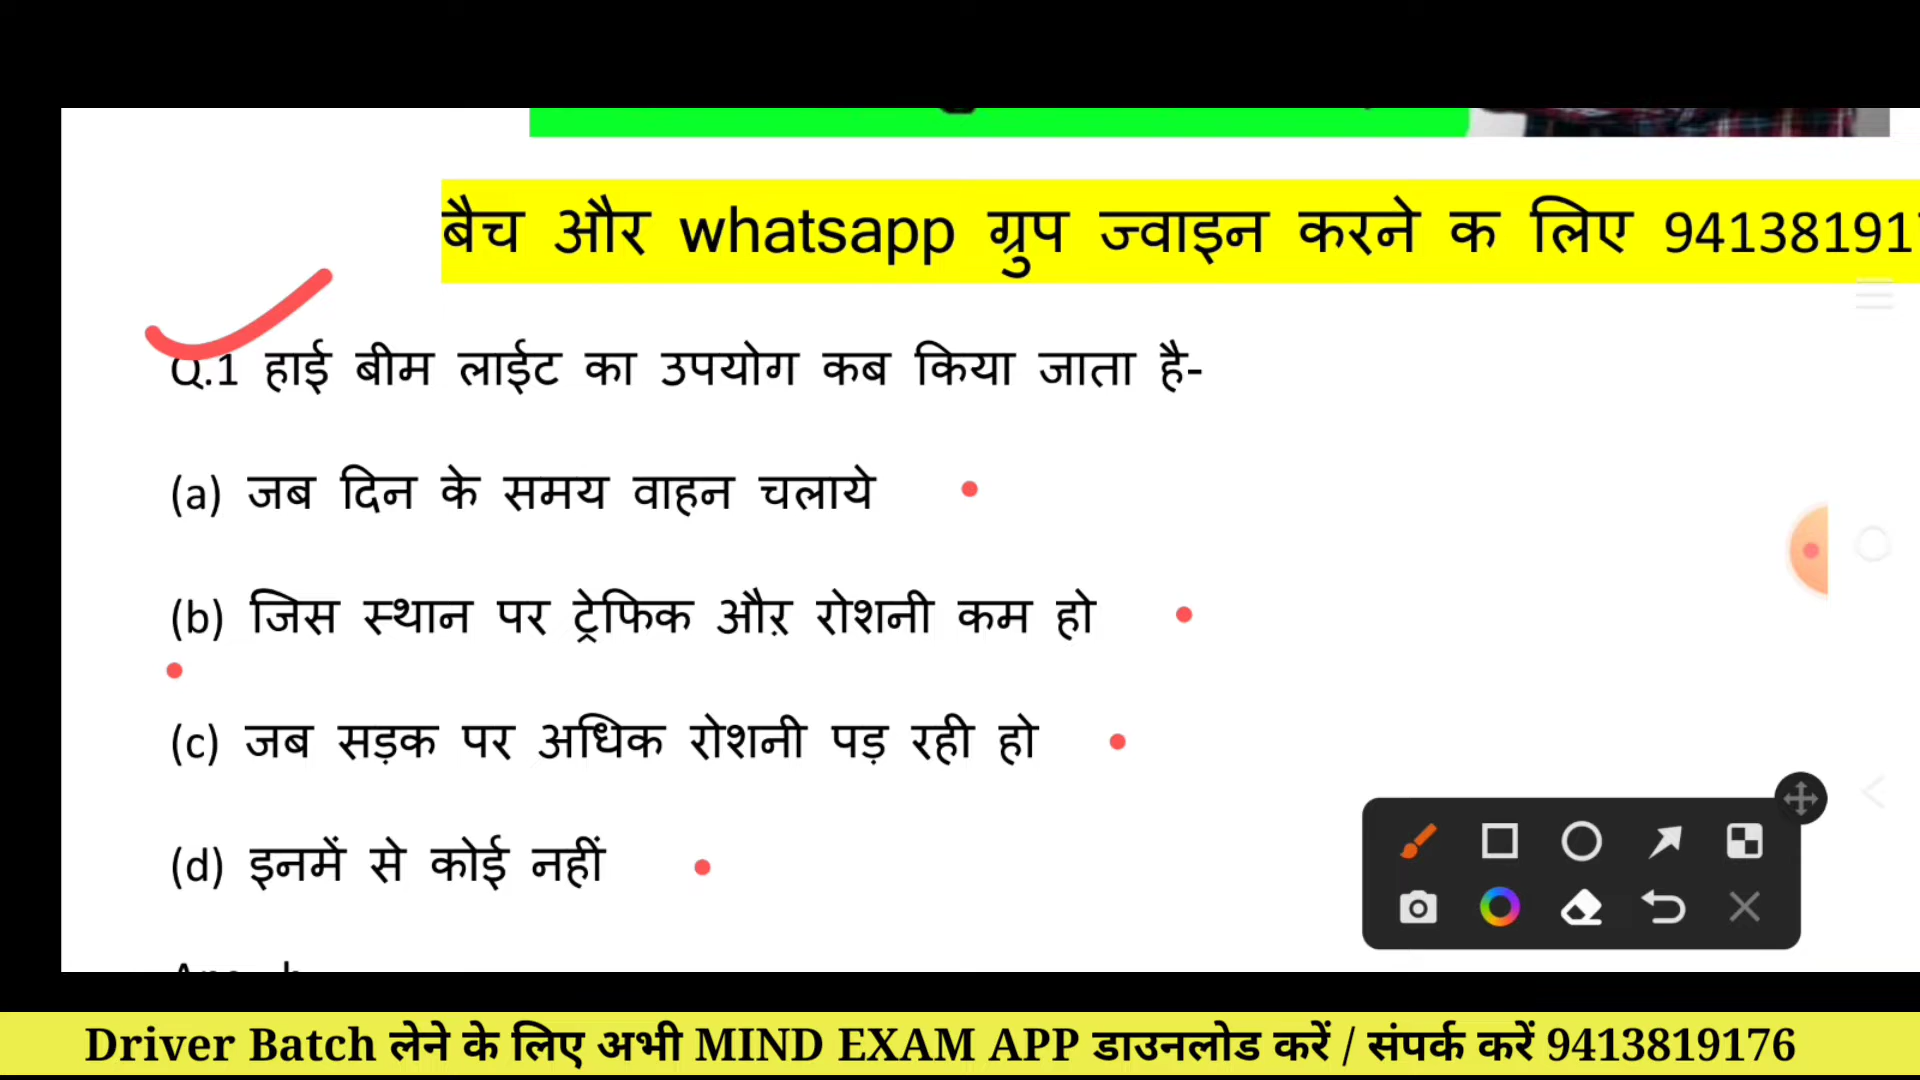 बैच और whatsapp ग्रुप ज्वाइन करने क लिए 94138191
Q.1 हाई बीम लाईट का उपयोग कब किया जाता है-
(a) जब दिन के समय वाहन चलाये
(b) जिस स्थान पर ट्रेफिक औऱ रोशनी कम हो
(c) जब सड़क पर अधिक रोशनी पड़ रही हो
(d) इनमें से कोई नहीं
Driver Batch लेने के लिए अभी MIND EXAM APP डाउनलोड करें / संपर्क करें 9413819176